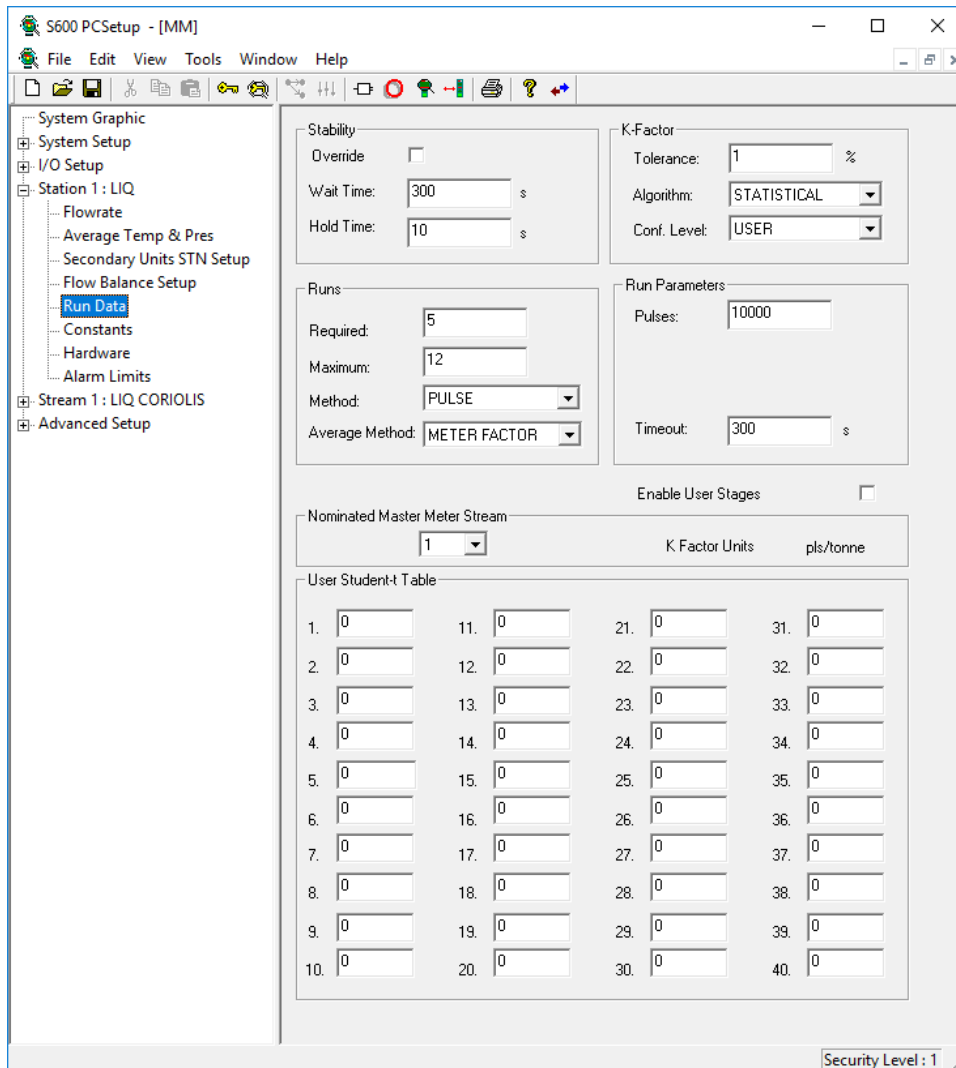 S600 PCSetup - [MM]
File Edit View Tools Window Help
System Graphic
System Setup
I/O Setup
Station 1 : LIQ
Flowrate
Average Temp & Pres
Secondary Units STN Setup
Flow Balance Setup
Run Data
Constants
Hardware
Alarm Limits
Stream 1 : LIQ CORIOLIS
Advanced Setup
Stability
Override
Wait Time: 300 s
Hold Time: 10 s
K-Factor
Tolerance: 1 %
Algorithm: STATISTICAL
Conf. Level: USER
Runs
Required: 5
Maximum: 12
Method: PULSE
Average Method: METER FACTOR
Run Parameters
Pulses: 10000
Timeout: 300 s
Enable User Stages
Nominated Master Meter Stream
1 K Factor Units pls/tonne
User Student-t Table
1. 0 11. 0 21. 0 31. 0
2. 0 12. 0 22. 0 32. 0
3. 0 13. 0 23. 0 33. 0
4. 0 14. 0 24. 0 34. 0
5. 0 15. 0 25. 0 35. 0
6. 0 16. 0 26. 0 36. 0
7. 0 17. 0 27. 0 37. 0
8. 0 18. 0 28. 0 38. 0
9. 0 19. 0 29. 0 39. 0
10. 0 20. 0 30. 0 40. 0
Security Level : 1